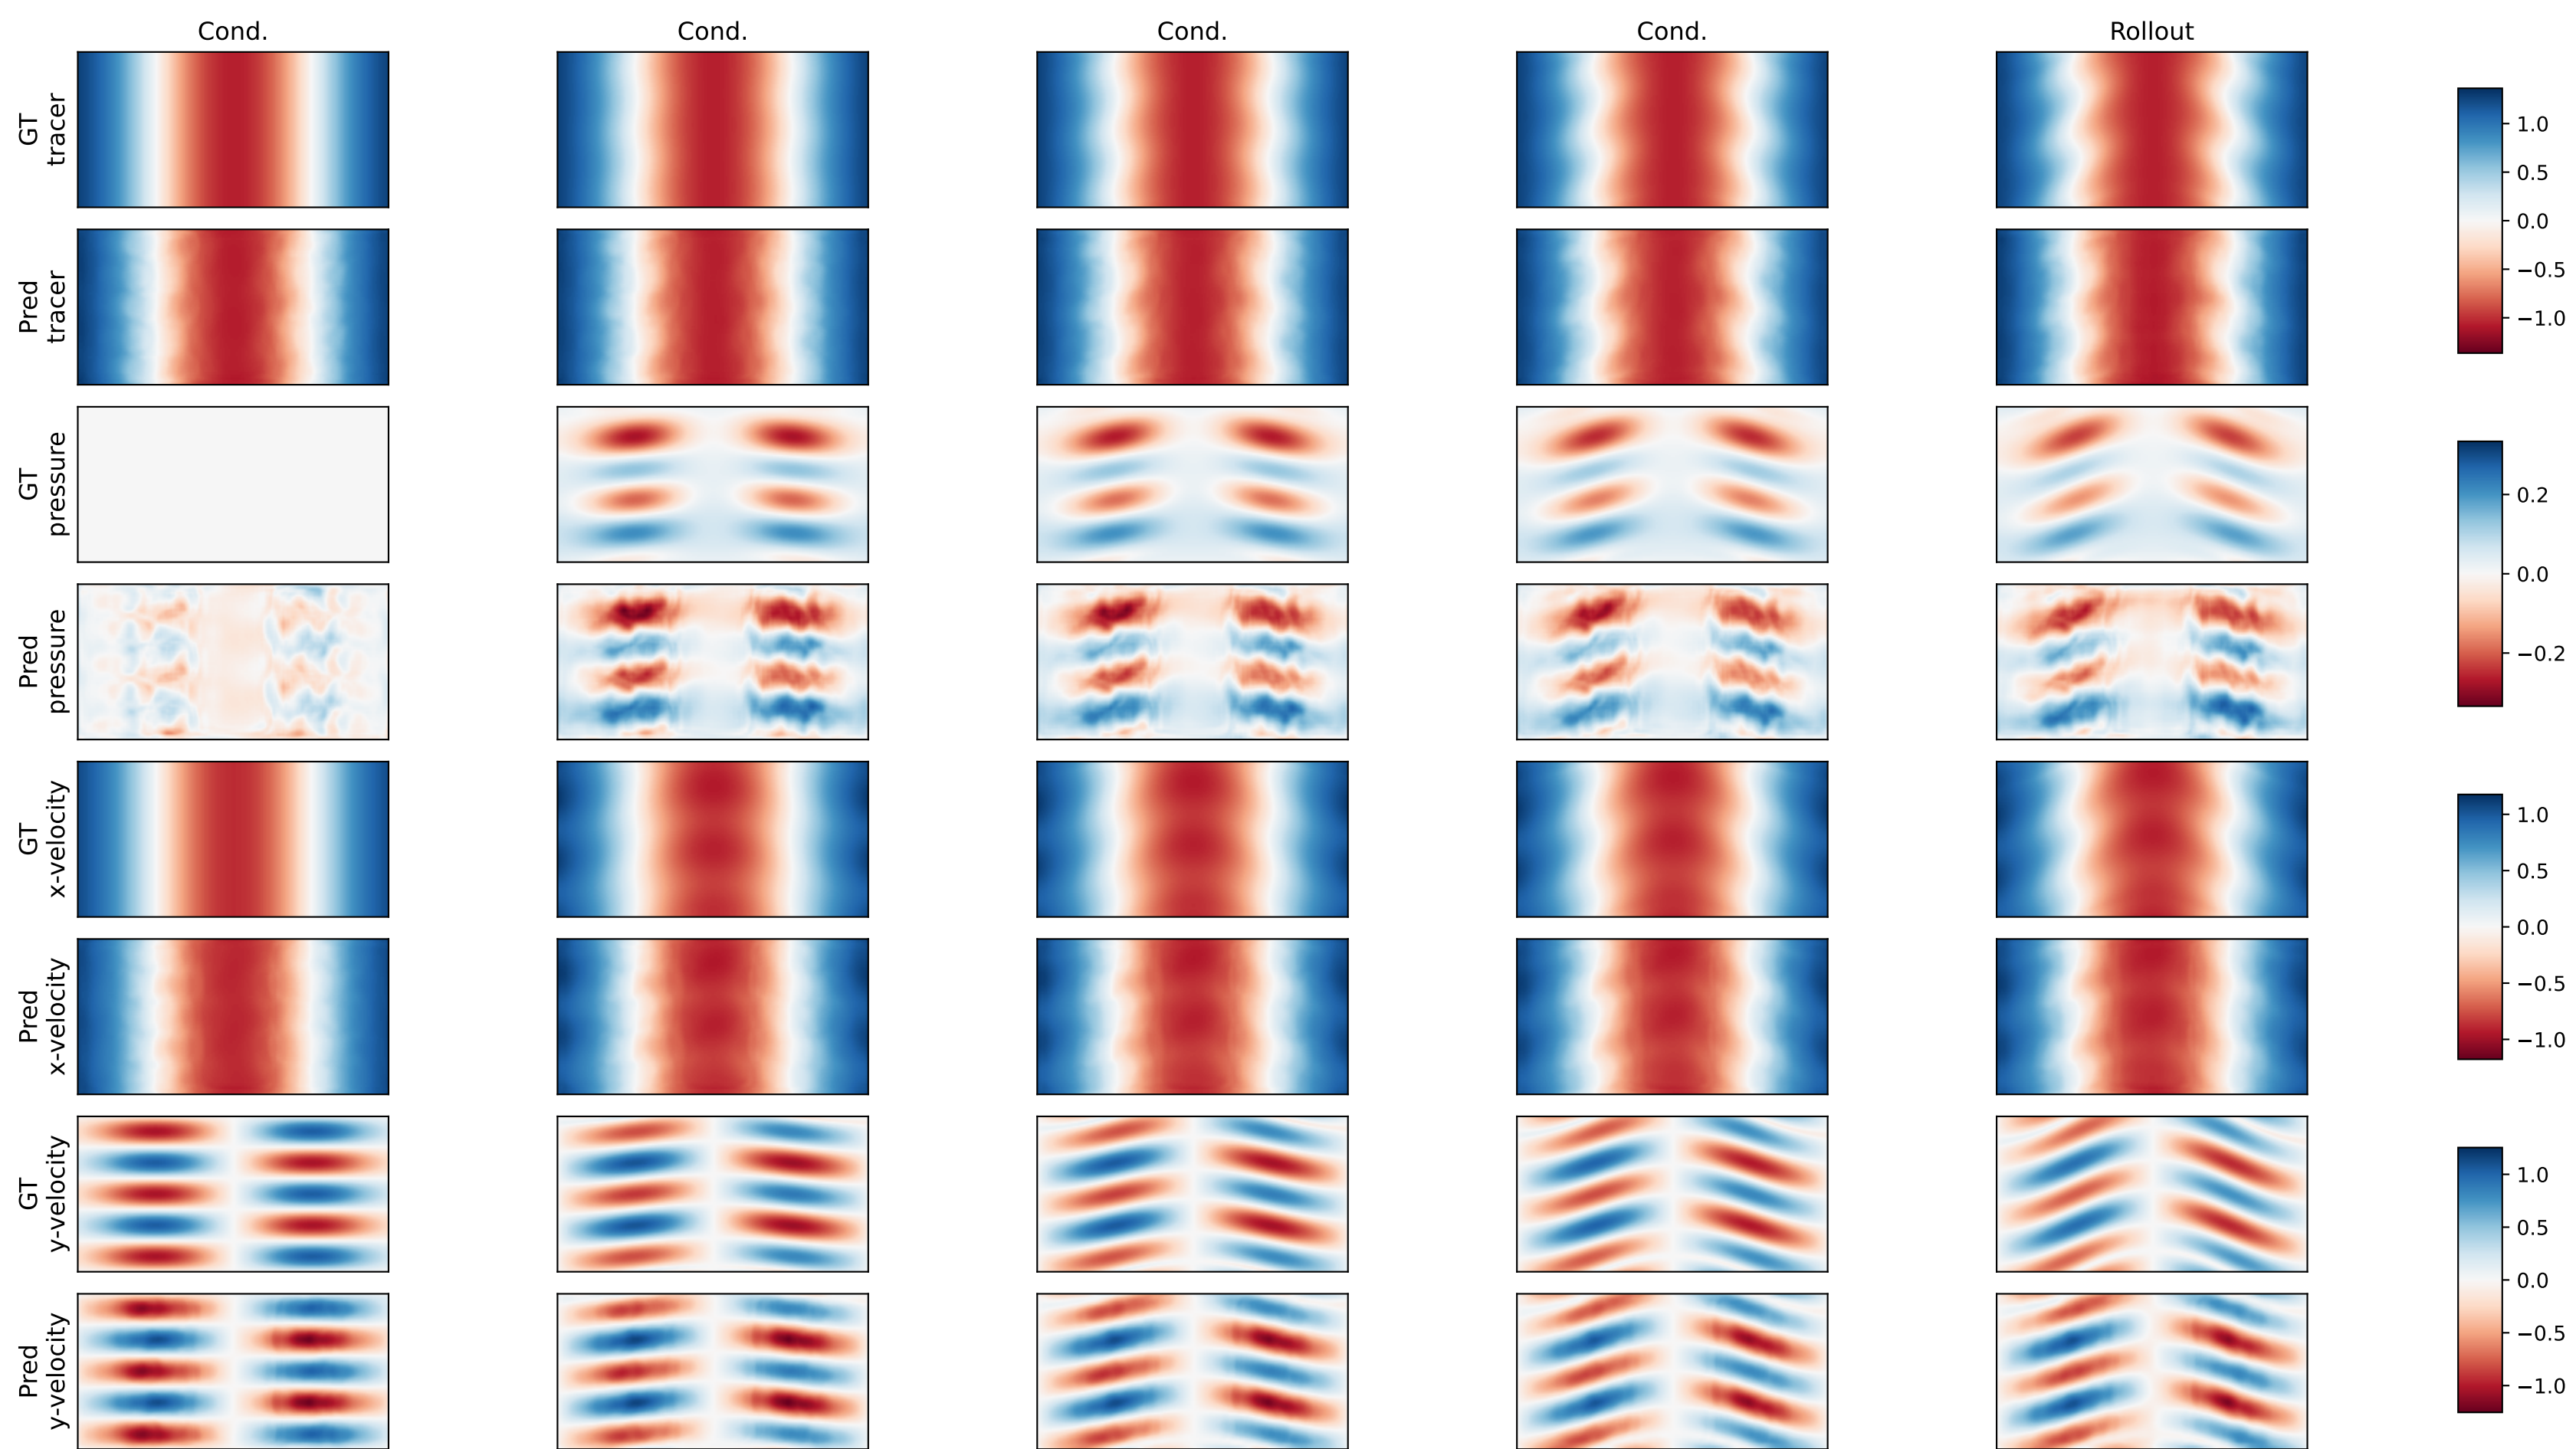 Cond.
Cond.
Cond.
Cond.
Rollout
GT
tracer
1.0
0.5
0.0
−0.5
−1.0
Pred
tracer
GT
pressure
0.2
0.0
−0.2
Pred
pressure
GT
x-velocity
1.0
0.5
0.0
−0.5
−1.0
Pred
x-velocity
GT
y-velocity
1.0
0.5
0.0
−0.5
−1.0
Pred
y-velocity